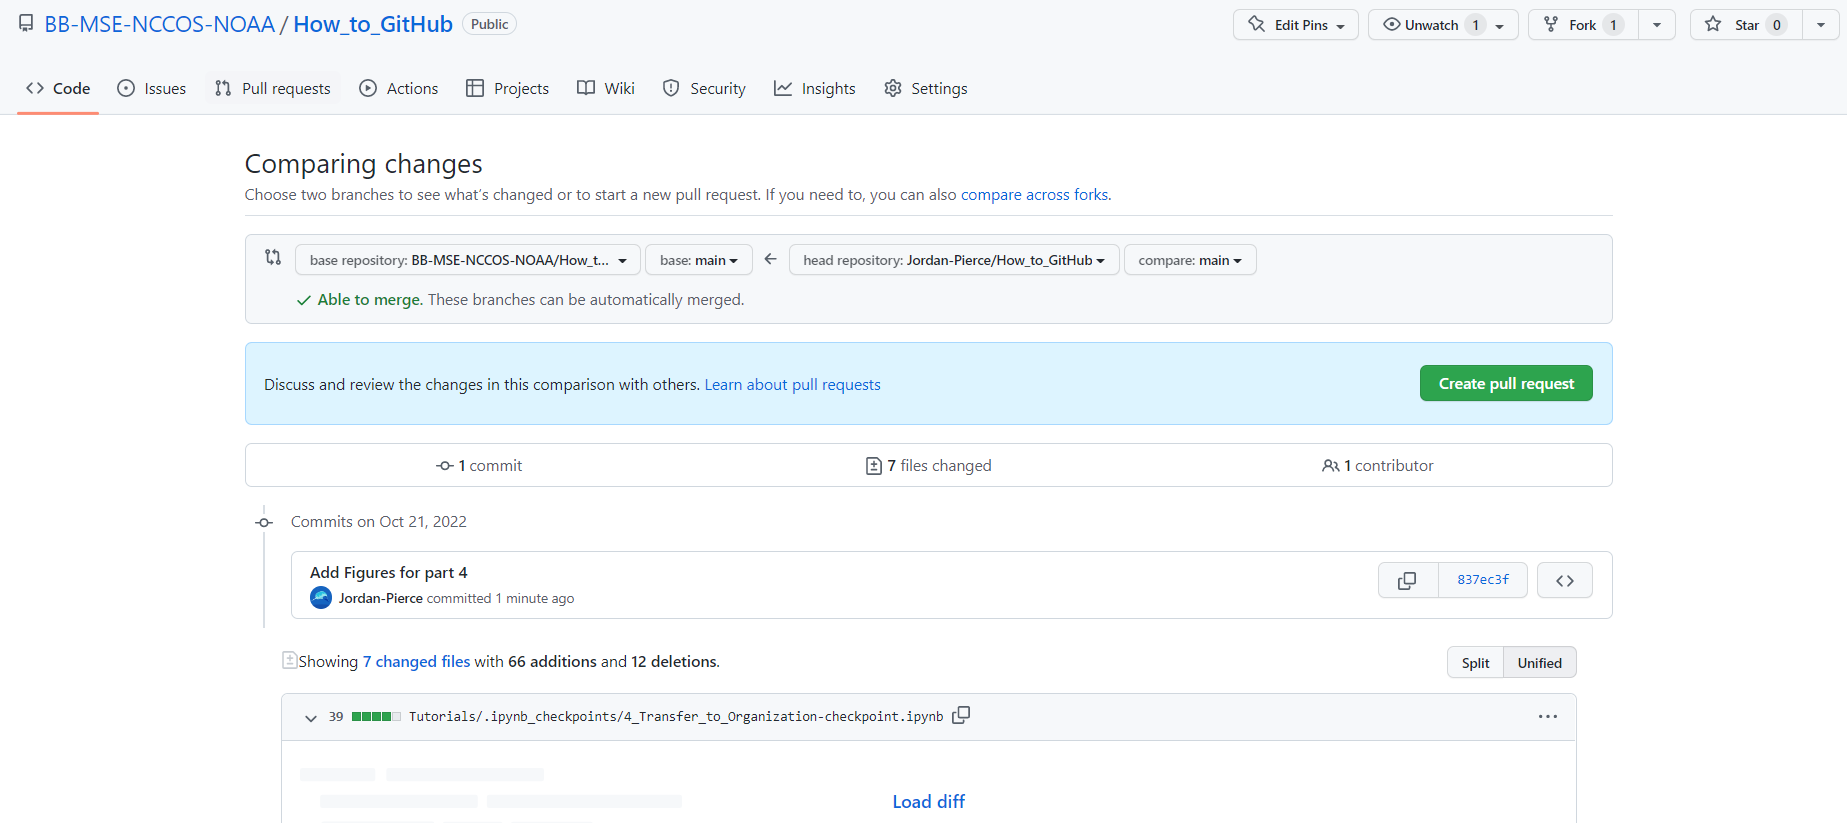 BB-MSE-NCCOS-NOAA / How_to_GitHub Public
Edit Pins Unwatch 1 Fork 1 Star 0
Code Issues Pull requests Actions Projects Wiki Security Insights Settings
Comparing changes
Choose two branches to see what's changed or to start a new pull request. If you need to, you can also compare across forks.
base repository: BB-MSE-NCCOS-NOAA/How_t... base: main head repository: Jordan-Pierce/How_to_GitHub compare: main
Able to merge. These branches can be automatically merged.
Discuss and review the changes in this comparison with others. Learn about pull requests
Create pull request
1 commit 7 files changed 1 contributor
Commits on Oct 21, 2022
Add Figures for part 4
Jordan-Pierce committed 1 minute ago
837ec3f
Showing 7 changed files with 66 additions and 12 deletions.
Split Unified
39 Tutorials/.ipynb_checkpoints/4_Transfer_to_Organization-checkpoint.ipynb
Load diff